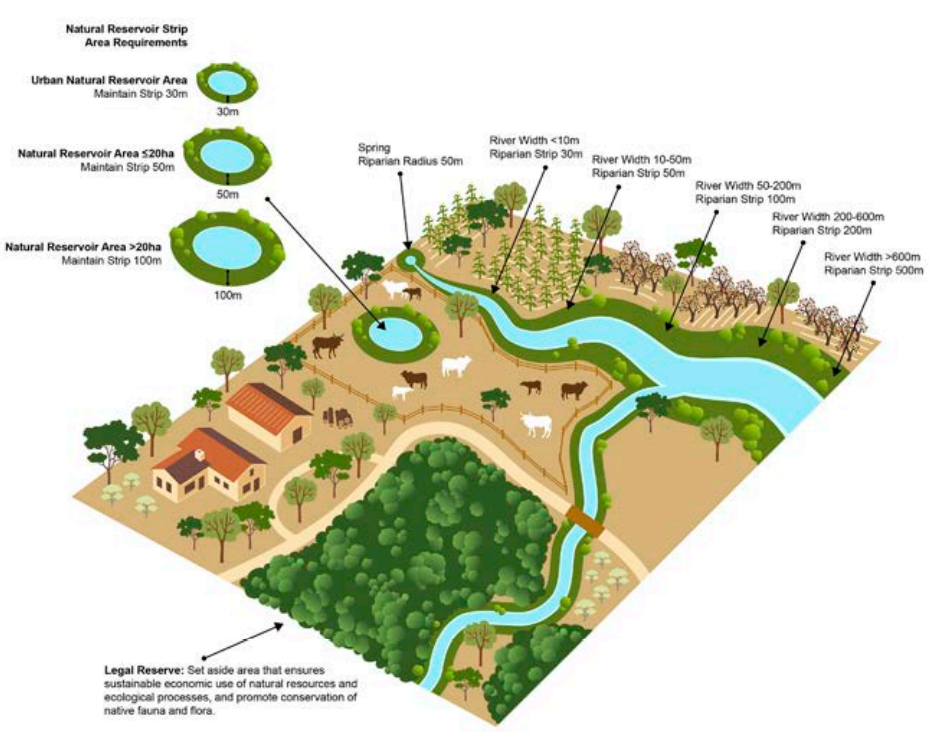 Natural Reservoir Strip
Area Requirements
Urban Natural Reservoir Area
Maintain Strip 30m
30m
Natural Reservoir Area ≤20ha
Maintain Strip 50m
50m
Natural Reservoir Area >20ha
Maintain Strip 100m
100m
Spring
Riparian Radius 50m
River Width <10m
Riparian Strip 30m
River Width 10-50m
Riparian Strip 50m
River Width 50-200m
Riparian Strip 100m
River Width 200-600m
Riparian Strip 200m
River Width >600m
Riparian Strip 500m
Legal Reserve: Set aside area that ensures
sustainable economic use of natural resources and
ecological processes, and promote conservation of
native fauna and flora.